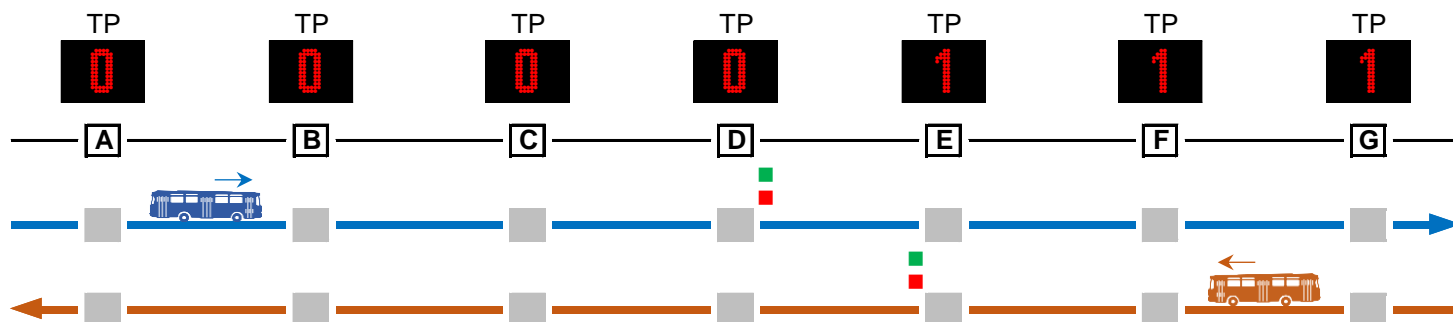 TP TP TP TP TP TP TP
0 0 0 0 1 1 1
A B C D E F G